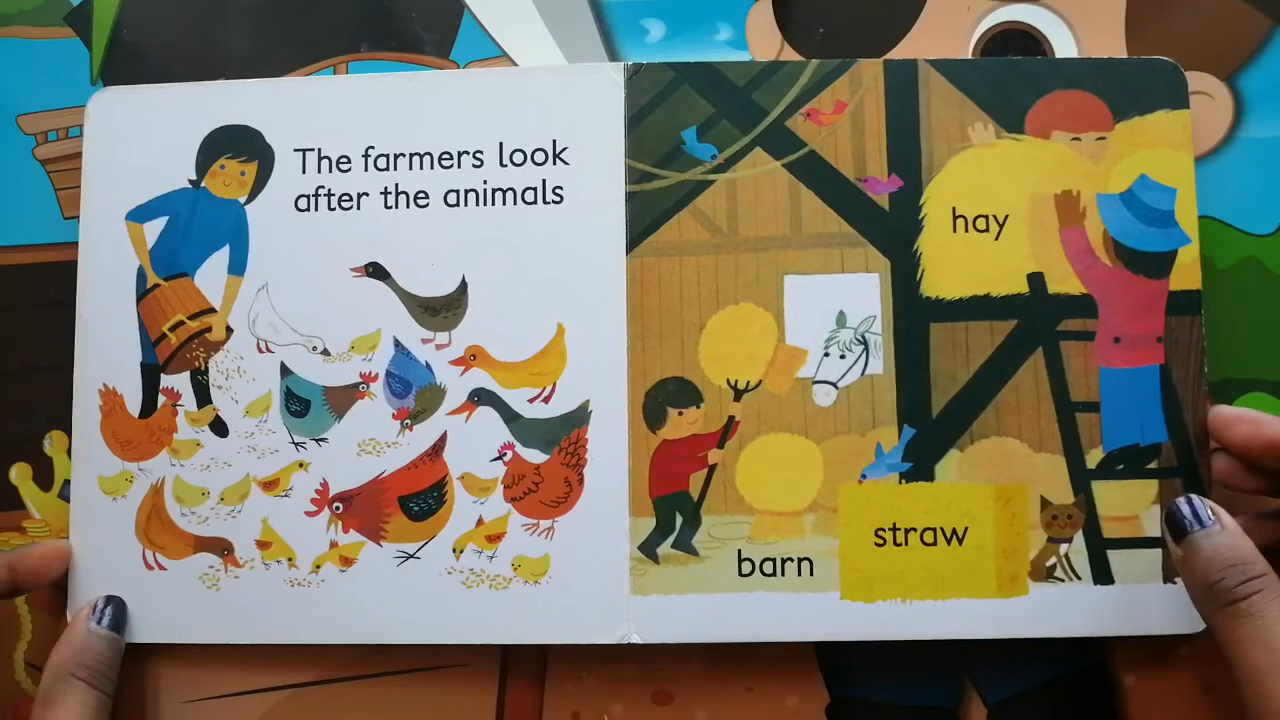 The farmers look
after the animals
hay
straw
barn